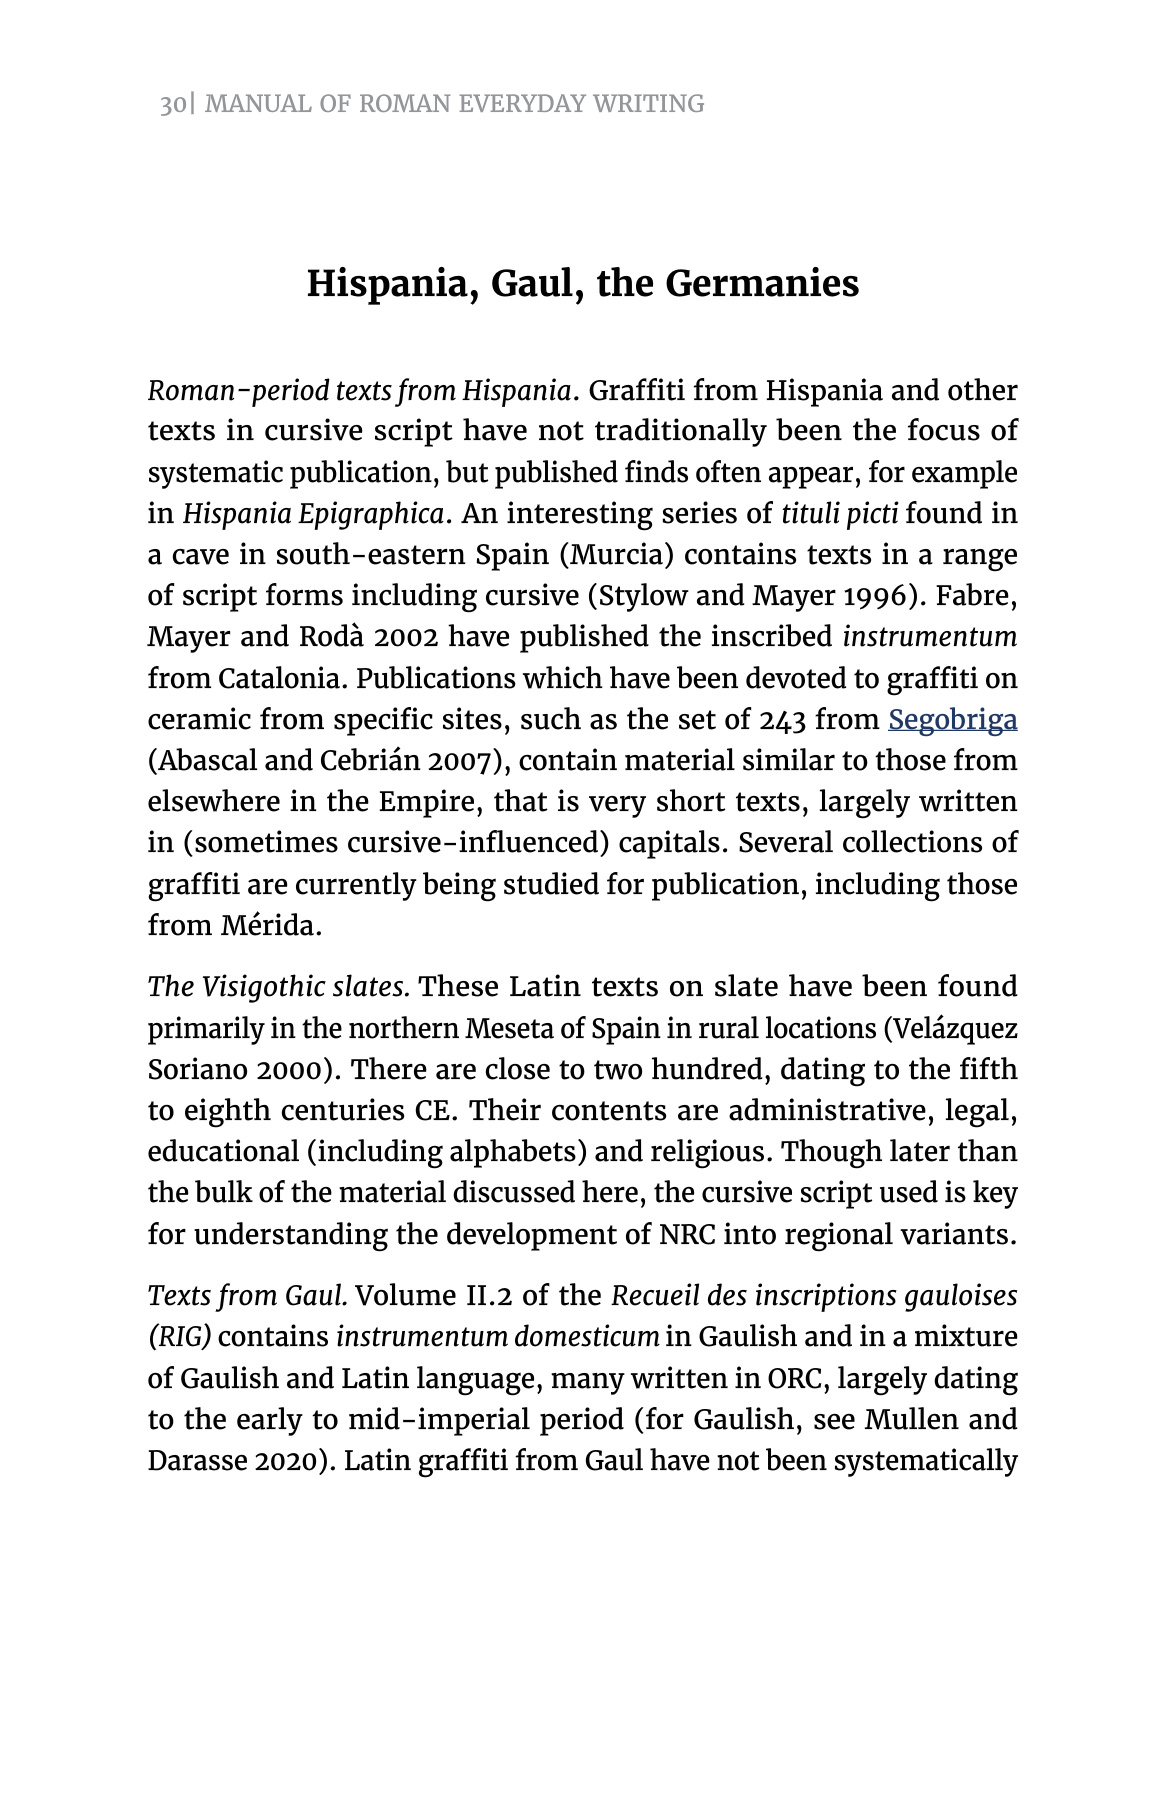 30| MANUAL OF ROMAN EVERYDAY WRITING
Hispania, Gaul, the Germanies
Roman-period texts from Hispania. Graffiti from Hispania and other
texts in cursive script have not traditionally been the focus of
systematic publication, but published finds often appear, for example
in Hispania Epigraphica. An interesting series of tituli picti found in
a cave in south-eastern Spain (Murcia) contains texts in a range
of script forms including cursive (Stylow and Mayer 1996). Fabre,
Mayer and Rodà 2002 have published the inscribed instrumentum
from Catalonia. Publications which have been devoted to graffiti on
ceramic from specific sites, such as the set of 243 from Segobriga
(Abascal and Cebrián 2007), contain material similar to those from
elsewhere in the Empire, that is very short texts, largely written
in (sometimes cursive-influenced) capitals. Several collections of
graffiti are currently being studied for publication, including those
from Mérida.
The Visigothic slates. These Latin texts on slate have been found
primarily in the northern Meseta of Spain in rural locations (Velázquez
Soriano 2000). There are close to two hundred, dating to the fifth
to eighth centuries CE. Their contents are administrative, legal,
educational (including alphabets) and religious. Though later than
the bulk of the material discussed here, the cursive script used is key
for understanding the development of NRC into regional variants.
Texts from Gaul. Volume II.2 of the Recueil des inscriptions gauloises
(RIG) contains instrumentum domesticum in Gaulish and in a mixture
of Gaulish and Latin language, many written in ORC, largely dating
to the early to mid-imperial period (for Gaulish, see Mullen and
Darasse 2020). Latin graffiti from Gaul have not been systematically